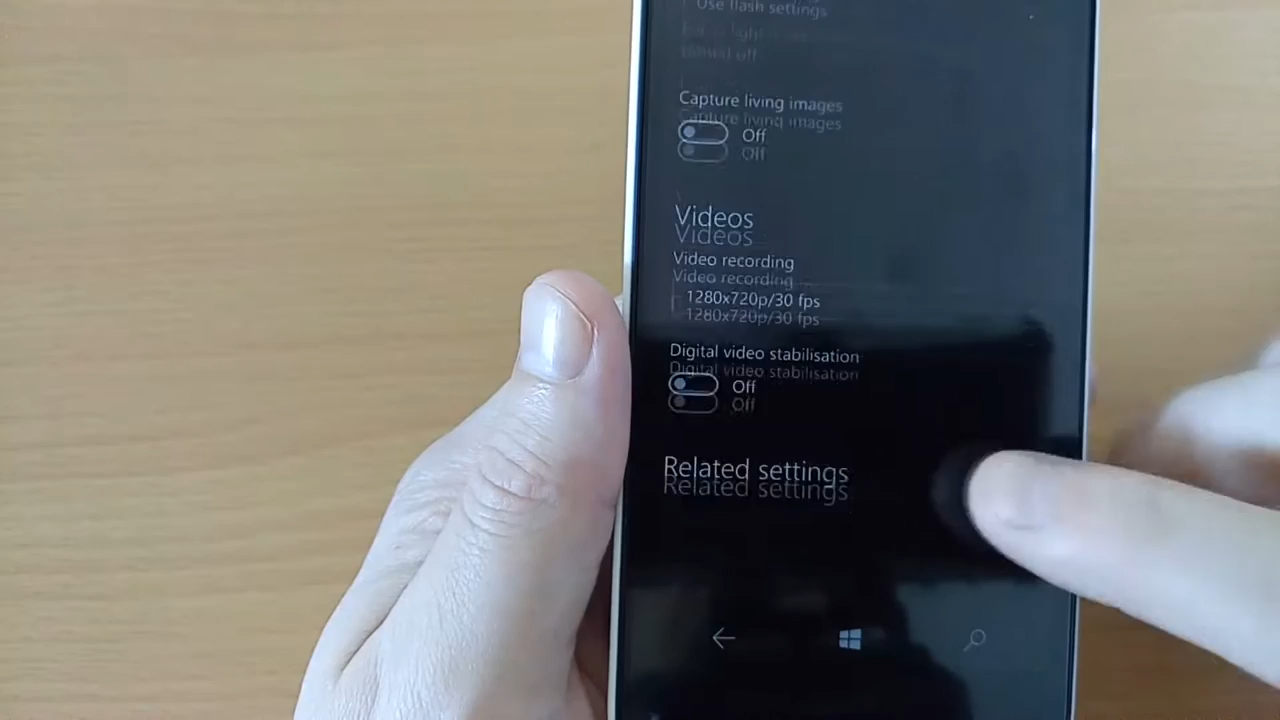 Use flash settings
Capture living images
Off
Videos
Video recording
1280x720p/30 fps
Digital video stabilisation
Off
Related settings